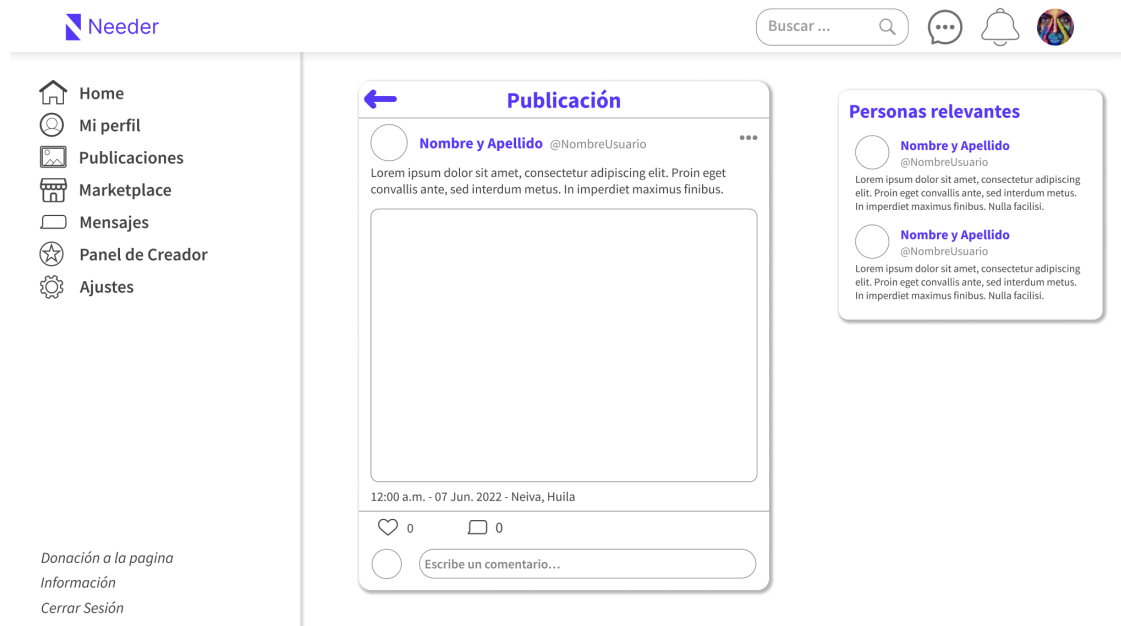 Needer
Buscar ...
Home
Mi perfil
Publicaciones
Marketplace
Mensajes
Panel de Creador
Ajustes
Donación a la pagina
Información
Cerrar Sesión
Publicación
Nombre y Apellido @NombreUsuario
Lorem ipsum dolor sit amet, consectetur adipiscing elit. Proin eget
convallis ante, sed interdum metus. In imperdiet maximus finibus.
12:00 a.m. - 07 Jun. 2022 - Neiva, Huila
0 0
Escribe un comentario...
Personas relevantes
Nombre y Apellido
@NombreUsuario
Lorem ipsum dolor sit amet, consectetur adipiscing
elit. Proin eget convallis ante, sed interdum metus.
In imperdiet maximus finibus. Nulla facilisi.
Nombre y Apellido
@NombreUsuario
Lorem ipsum dolor sit amet, consectetur adipiscing
elit. Proin eget convallis ante, sed interdum metus.
In imperdiet maximus finibus. Nulla facilisi.